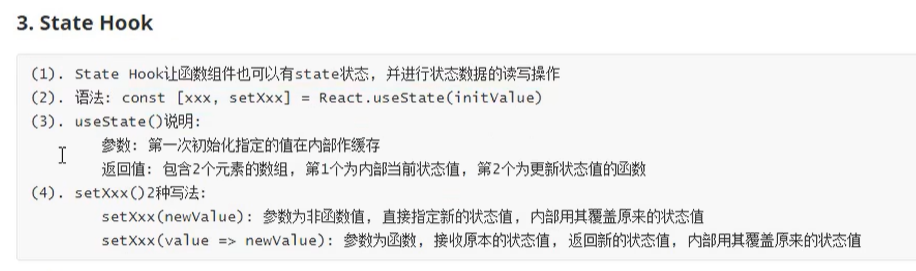 3. State Hook
(1). State Hook让函数组件也可以有state状态, 并进行状态数据的读写操作
(2). 语法: const [xxx, setXxx] = React.useState(initValue)
(3). useState()说明:
参数: 第一次初始化指定的值在内部作缓存
返回值: 包含2个元素的数组, 第1个为内部当前状态值, 第2个为更新状态值的函数
(4). setXxx()2种写法:
setXxx(newValue): 参数为非函数值, 直接指定新的状态值, 内部用其覆盖原来的状态值
setXxx(value => newValue): 参数为函数, 接收原本的状态值, 返回新的状态值, 内部用其覆盖原来的状态值